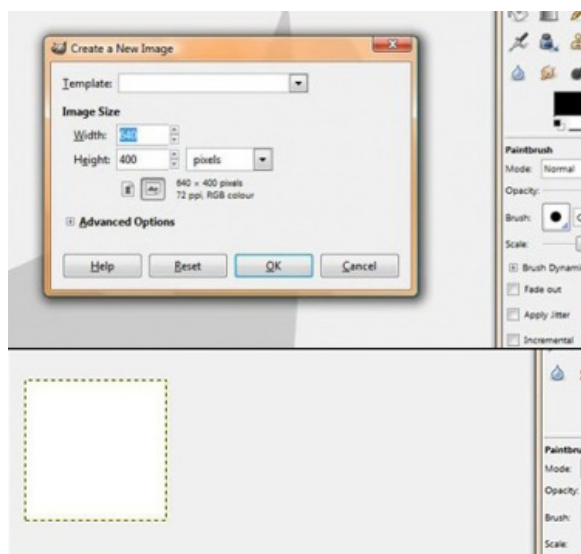 Create a New Image
Template:
Image Size
Width: 640
Height: 400 pixels
640 × 400 pixels
72 ppi, RGB colour
Advanced Options
Help Reset OK Cancel
Paintbrush
Mode: Normal
Opacity:
Brush:
Scale:
Brush Dynami
Fade out
Apply Jitter
Incremental
Paintbru
Mode:
Opacity:
Brush:
Scale: